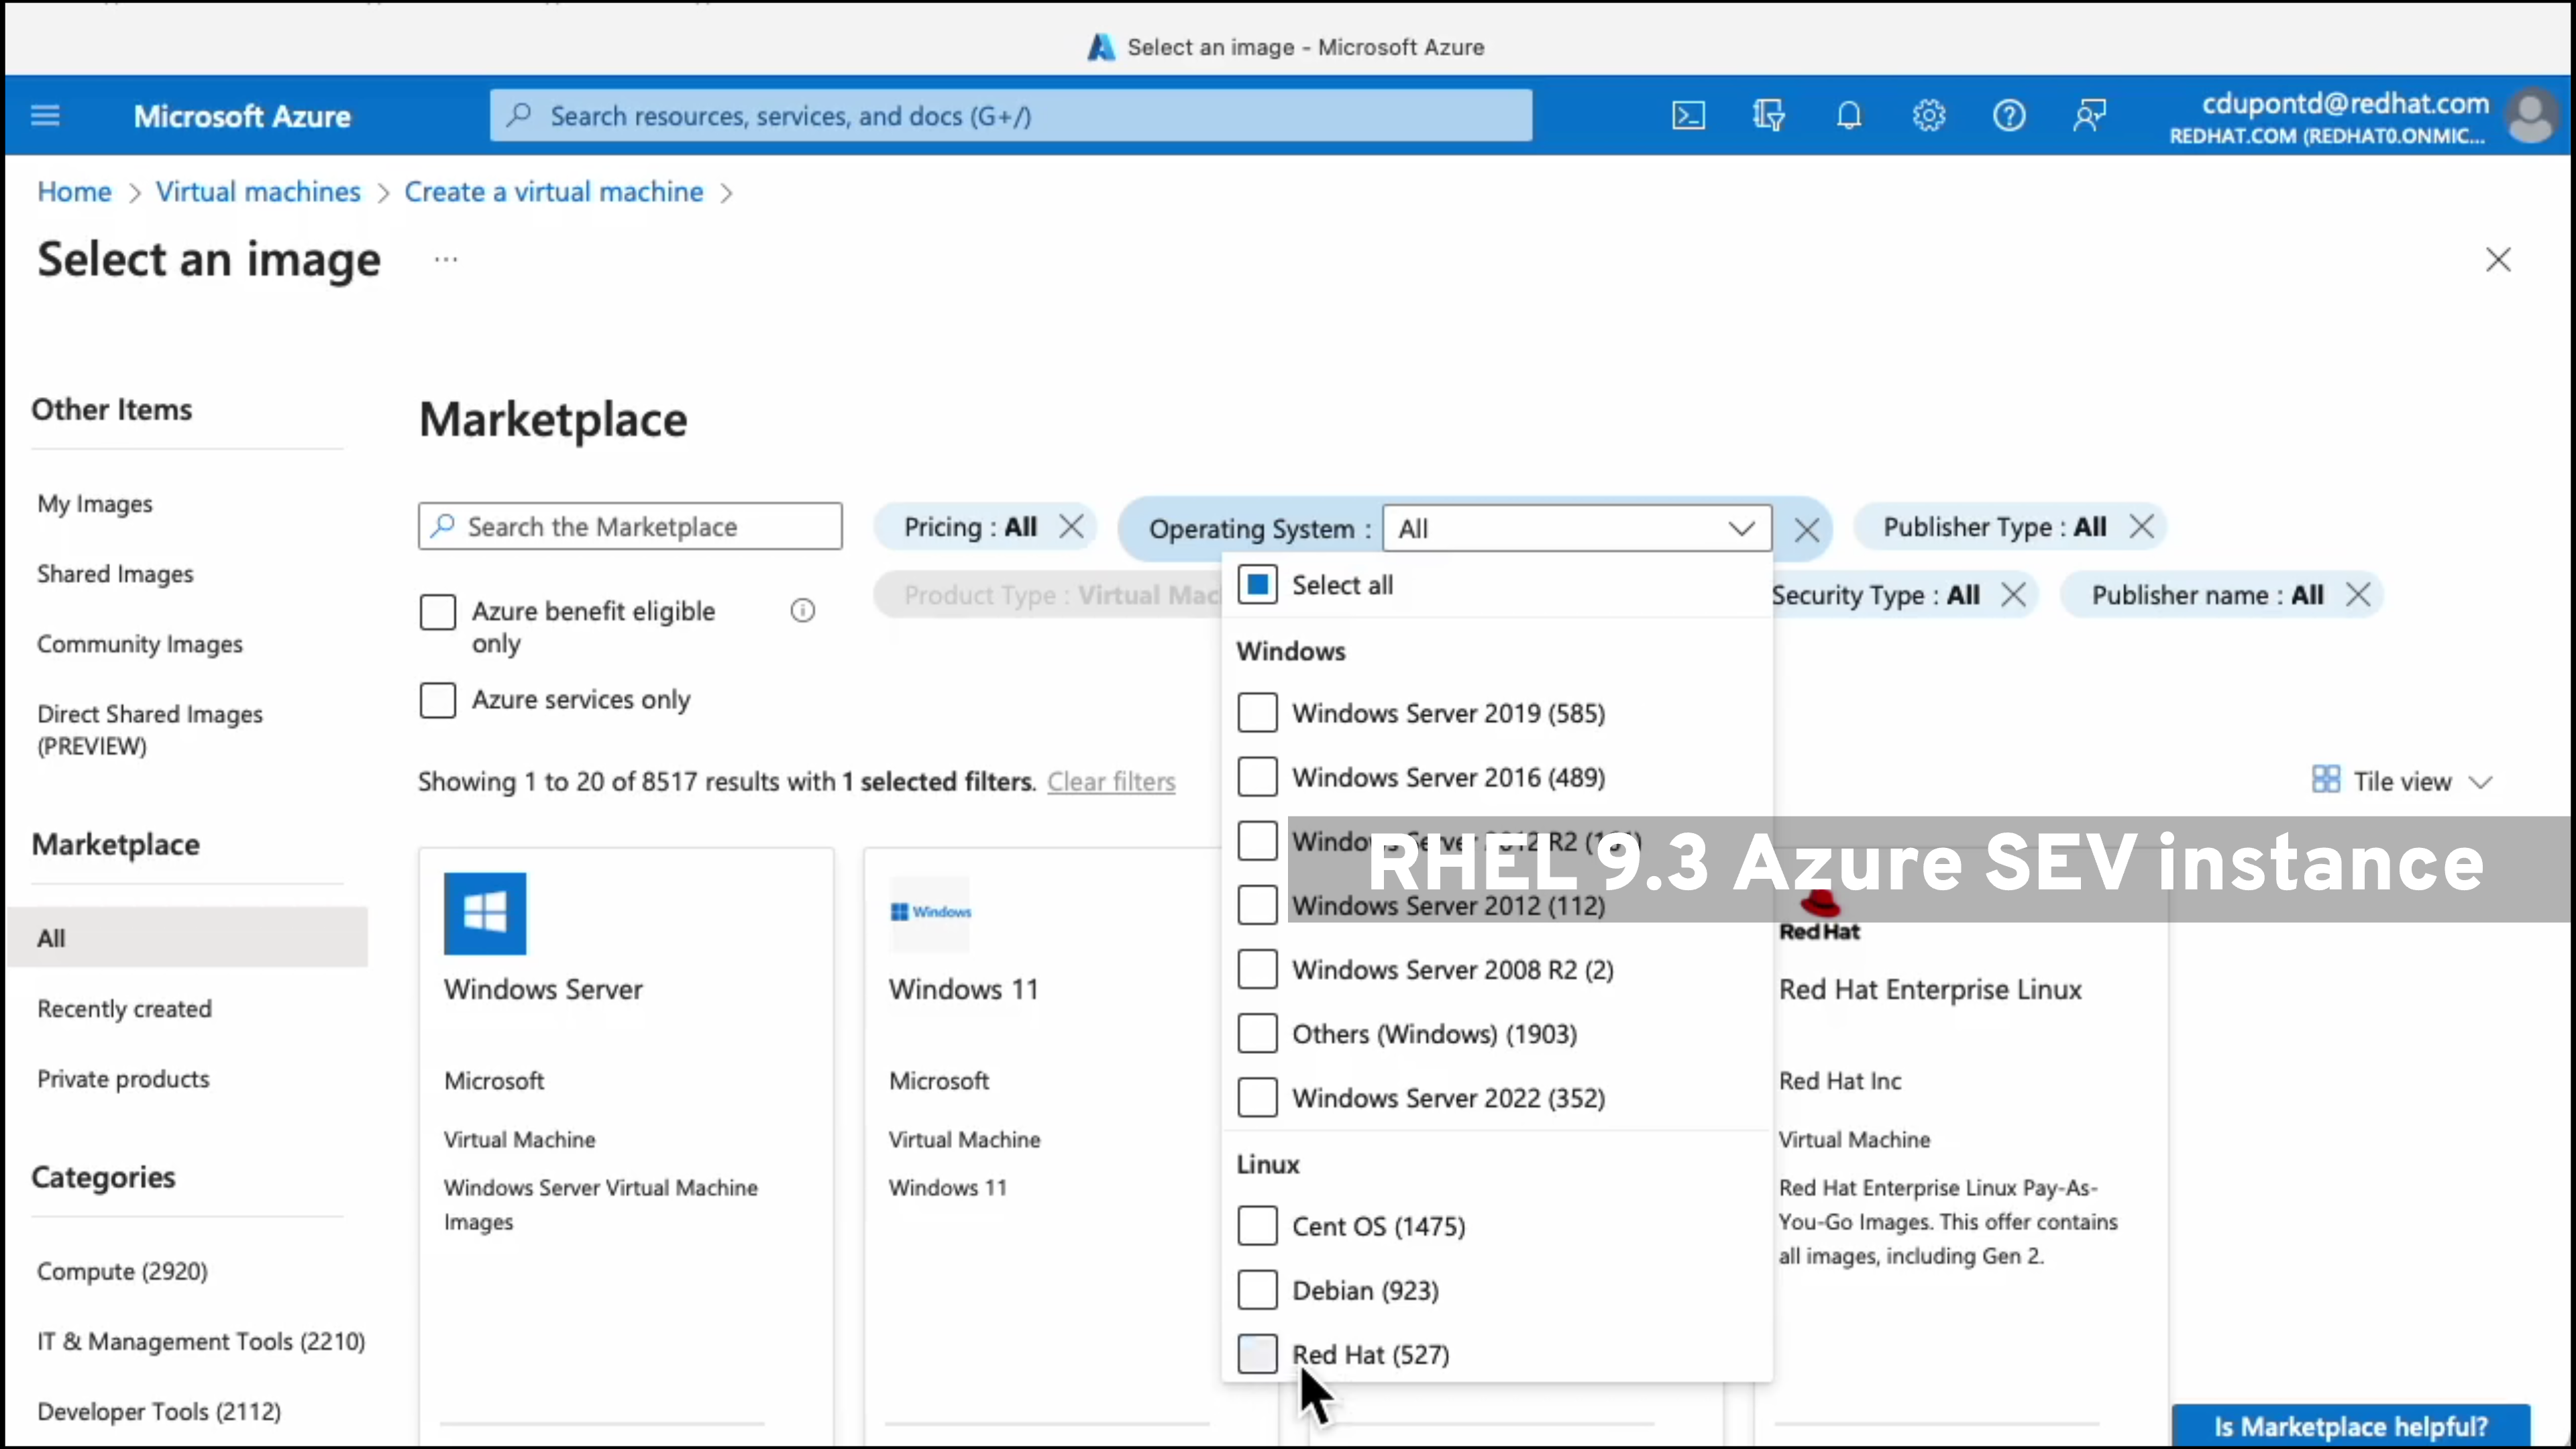 Select an image - Microsoft Azure
Microsoft Azure
Search resources, services, and docs (G+/)
cdupontd@redhat.com
REDHAT.COM (REDHAT0.ONMIC...
Home > Virtual machines > Create a virtual machine >
Select an image ...
Other Items
My Images
Shared Images
Community Images
Direct Shared Images
(PREVIEW)
Marketplace
All
Recently created
Private products
Categories
Compute (2920)
IT & Management Tools (2210)
Developer Tools (2112)
Marketplace
Search the Marketplace
Pricing : All
Operating System : All
Publisher Type : All
Product Type : Virtual Mac
Security Type : All
Publisher name : All
Azure benefit eligible
only
Azure services only
Showing 1 to 20 of 8517 results with 1 selected filters. Clear filters
Tile view
Select all
Windows
Windows Server 2019 (585)
Windows Server 2016 (489)
Windows Server 2012 R2
Windows Server 2012 (112)
Windows Server 2008 R2 (2)
Others (Windows) (1903)
Windows Server 2022 (352)
Linux
Cent OS (1475)
Debian (923)
Red Hat (527)
RHEL 9.3 Azure SEV instance
Windows Server
Microsoft
Virtual Machine
Windows Server Virtual Machine
Images
Windows
Windows 11
Microsoft
Virtual Machine
Windows 11
Red Hat
Red Hat Enterprise Linux
Red Hat Inc
Virtual Machine
Red Hat Enterprise Linux Pay-As-
You-Go Images. This offer contains
all images, including Gen 2.
Is Marketplace helpful?